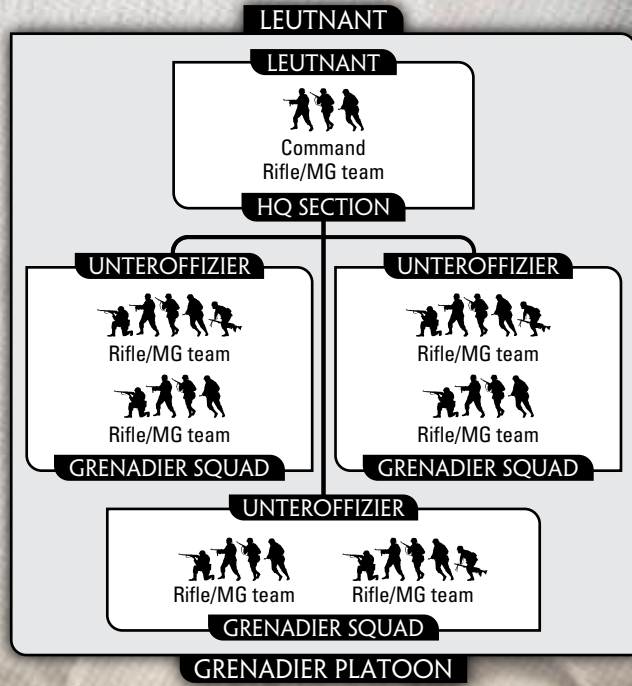 LEUTNANT
LEUTNANT
Command
Rifle/MG team
HQ SECTION
UNTEROFFIZIER
Rifle/MG team
Rifle/MG team
GRENADIER SQUAD
UNTEROFFIZIER
Rifle/MG team
Rifle/MG team
GRENADIER SQUAD
UNTEROFFIZIER
Rifle/MG team Rifle/MG team
GRENADIER SQUAD
GRENADIER PLATOON